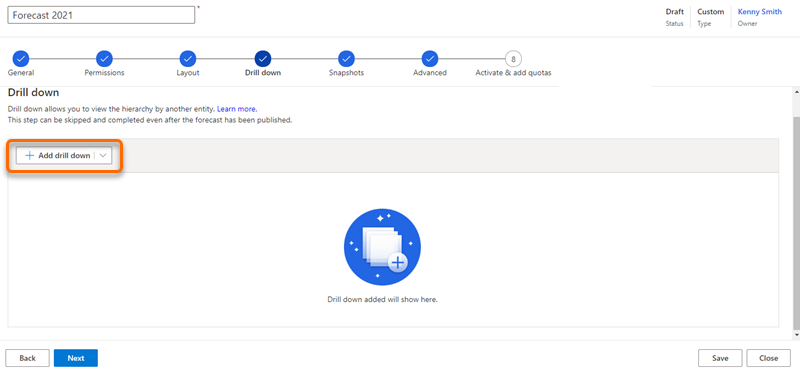 Forecast 2021 *
Draft Custom Kenny Smith
Status Type Owner
8
General Permissions Layout Drill down Snapshots Advanced Activate & add quotas
Drill down
Drill down allows you to view the hierarchy by another entity. Learn more.
This step can be skipped and completed even after the forecast has been published.
Add drill down
Drill down added will show here.
Back Next Save Close